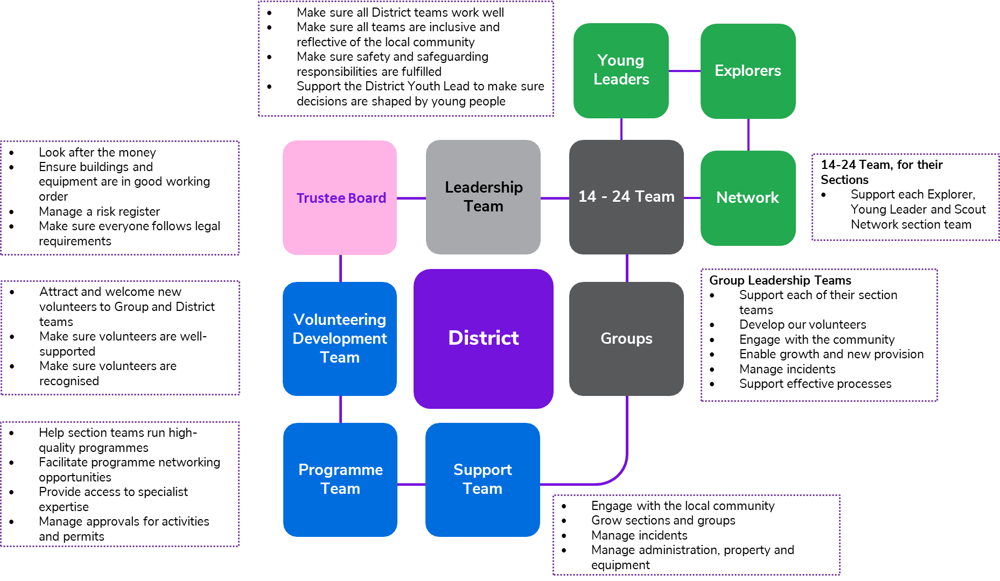 • Make sure all District teams work well
• Make sure all teams are inclusive and
reflective of the local community
• Make sure safety and safeguarding
responsibilities are fulfilled
• Support the District Youth Lead to make sure
decisions are shaped by young people
Young
Leaders
Explorers
• Look after the money
• Ensure buildings and
equipment are in good working
order
• Manage a risk register
• Make sure everyone follows legal
requirements
Trustee Board
Leadership
Team
14 - 24 Team
Network
14-24 Team, for their
Sections
• Support each Explorer,
Young Leader and Scout
Network section team
• Attract and welcome new
volunteers to Group and District
teams
• Make sure volunteers are well-
supported
• Make sure volunteers are
recognised
Volunteering
Development
Team
District
Groups
Group Leadership Teams
• Support each of their section
teams
• Develop our volunteers
• Engage with the community
• Enable growth and new provision
• Manage incidents
• Support effective processes
• Help section teams run high-
quality programmes
• Facilitate programme networking
opportunities
• Provide access to specialist
expertise
• Manage approvals for activities
and permits
Programme
Team
Support
Team
• Engage with the local community
• Grow sections and groups
• Manage incidents
• Manage administration, property and
equipment